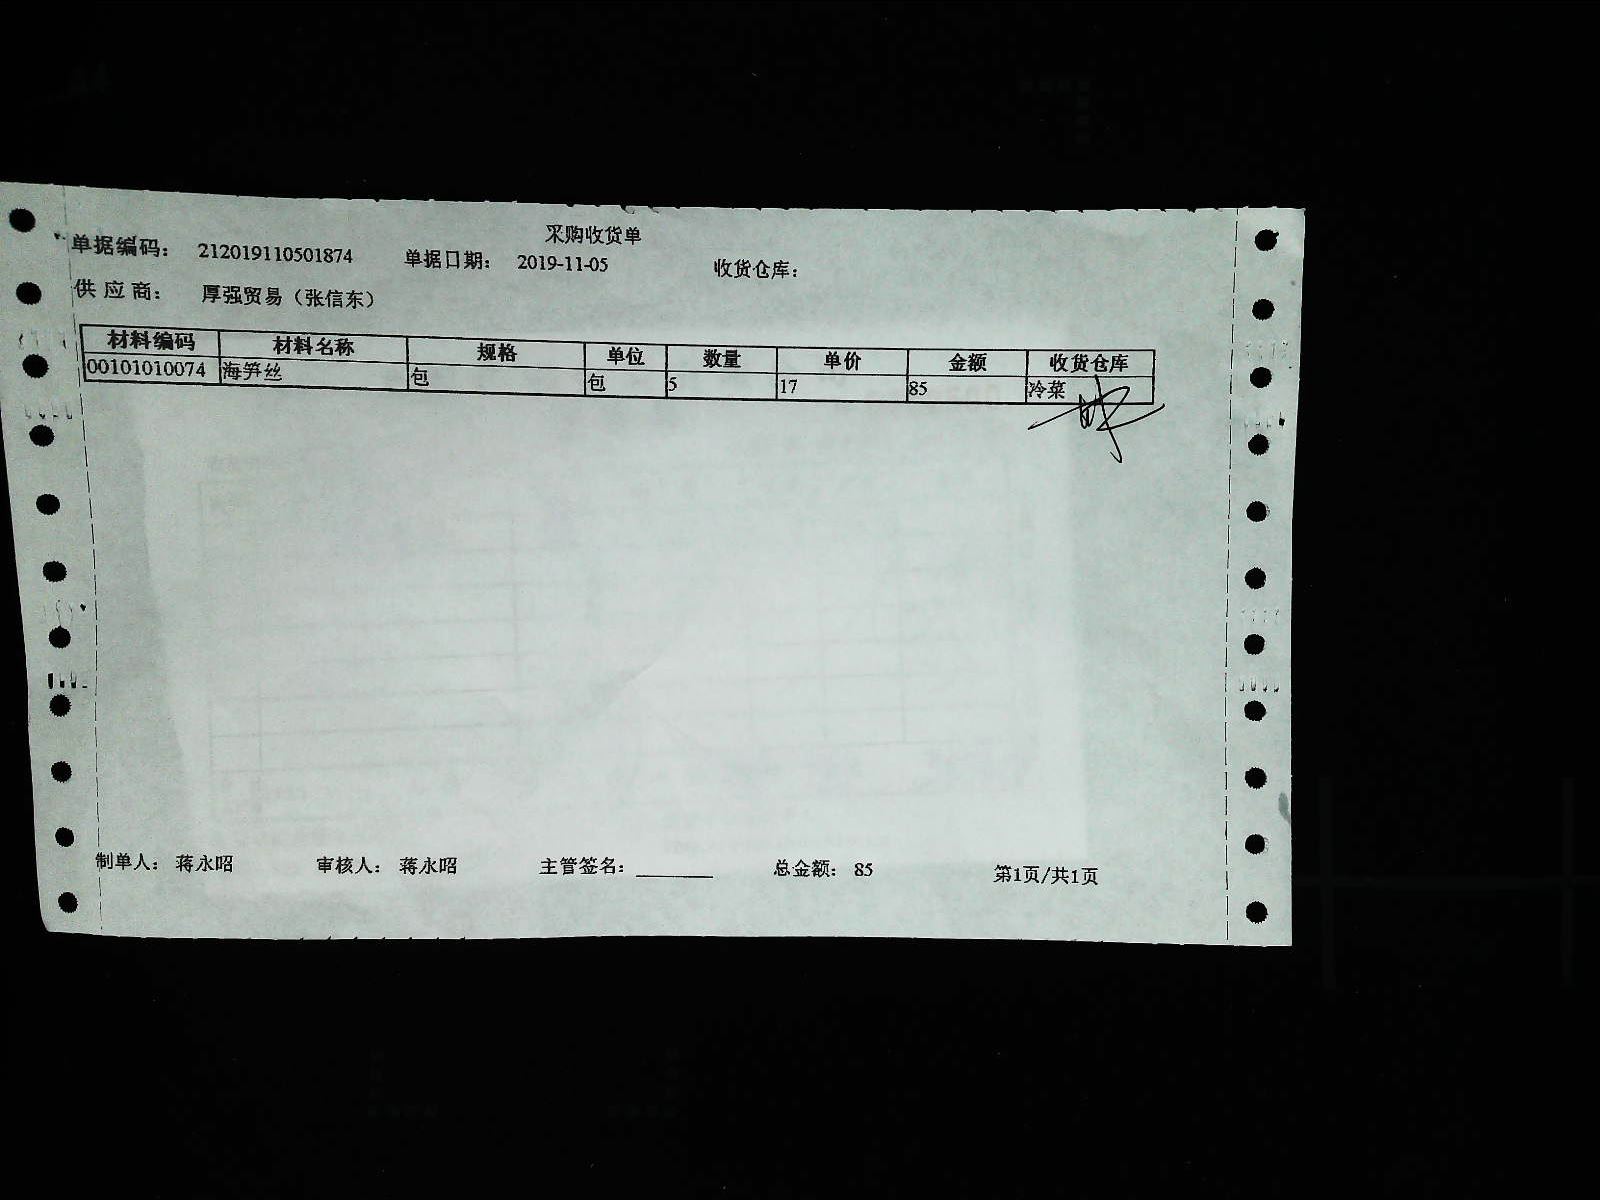 采购收货单
单据编码： 212019110501874 单据日期： 2019-11-05 收货仓库：
供应商： 厚强贸易（张信东）
材料编码 材料名称 规格 单位 数量 单价 金额 收货仓库
00101010074 海笋丝 包 包 5 17 85 冷菜
制单人： 蒋永昭 审核人： 蒋永昭 主管签名： 总金额： 85 第1页/共1页